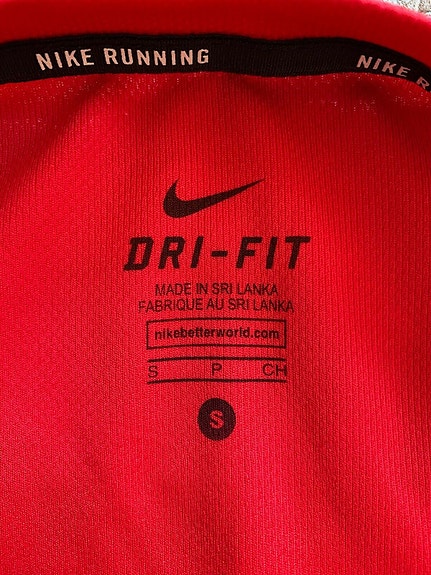 NIKE RUNNING
NIKE R
DRI-FIT
MADE IN SRI LANKA
FABRIQUE AU SRI LANKA
nikebetterworld.com
S P CH
S